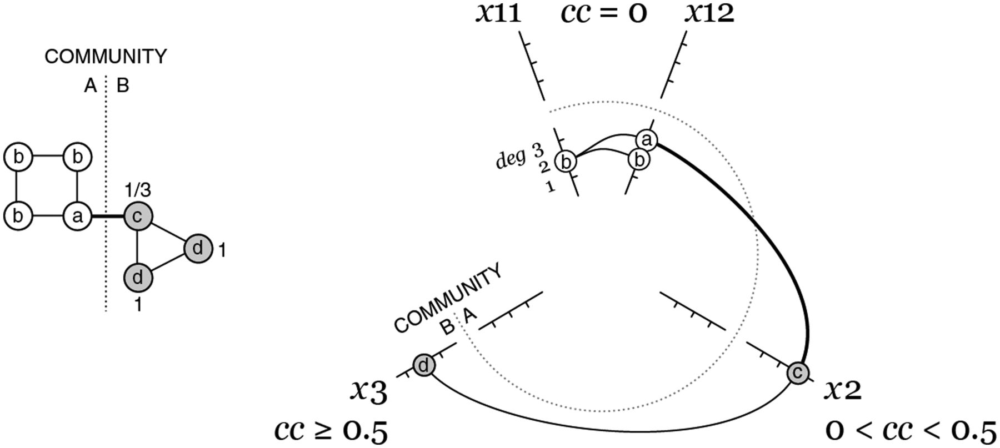 COMMUNITY
A B
b b
1/3
b a c
d 1
d
1
x11 cc = 0 x12
a
deg 3
2 b b
1
COMMUNITY
B A
d c
x3 x2
cc ≥ 0.5 0 < cc < 0.5